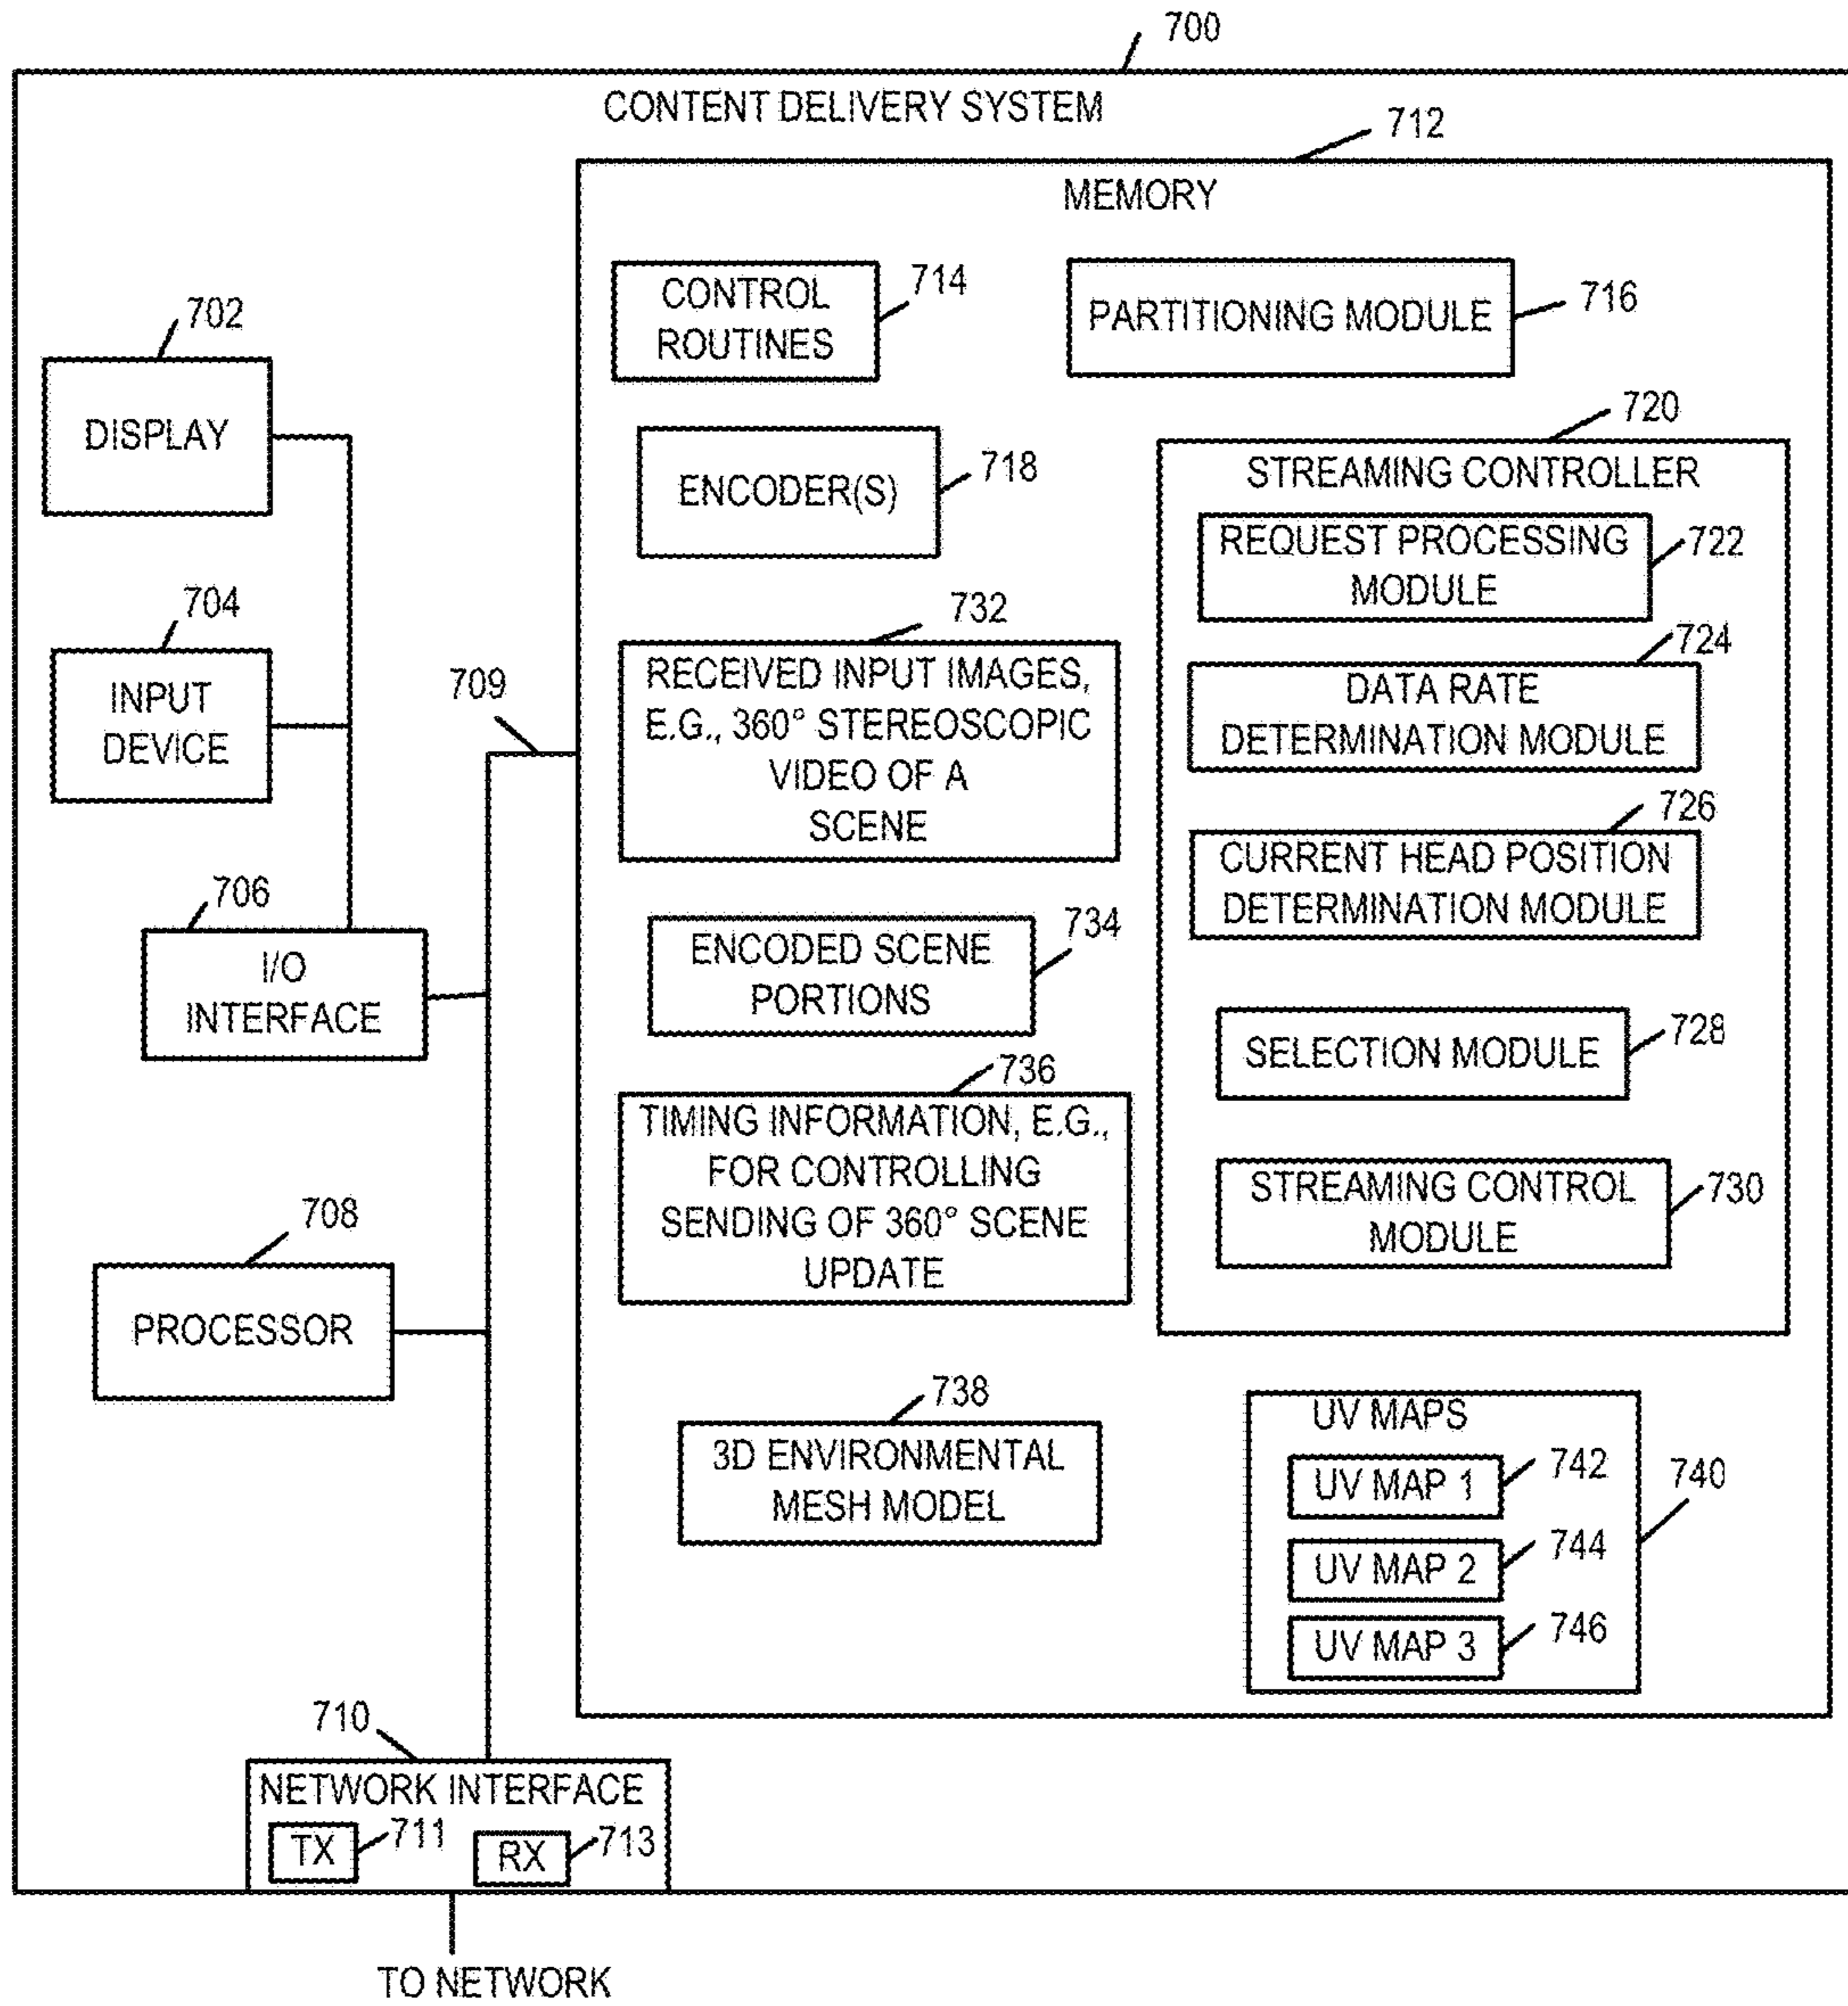 700
CONTENT DELIVERY SYSTEM
712
MEMORY
CONTROL
ROUTINES
714
PARTITIONING MODULE
716
702
DISPLAY
ENCODER(S)
718
720
STREAMING CONTROLLER
REQUEST PROCESSING
MODULE
722
704
INPUT
DEVICE
709
732
RECEIVED INPUT IMAGES,
E.G., 360° STEREOSCOPIC
VIDEO OF A
SCENE
724
DATA RATE
DETERMINATION MODULE
726
CURRENT HEAD POSITION
DETERMINATION MODULE
706
I/O
INTERFACE
ENCODED SCENE
PORTIONS
734
SELECTION MODULE
728
736
TIMING INFORMATION, E.G.,
FOR CONTROLLING
SENDING OF 360° SCENE
UPDATE
STREAMING CONTROL
MODULE
730
708
PROCESSOR
738
3D ENVIRONMENTAL
MESH MODEL
UV MAPS
UV MAP 1
742
740
UV MAP 2
744
UV MAP 3
746
710
NETWORK INTERFACE
TX
711
RX
713
TO NETWORK